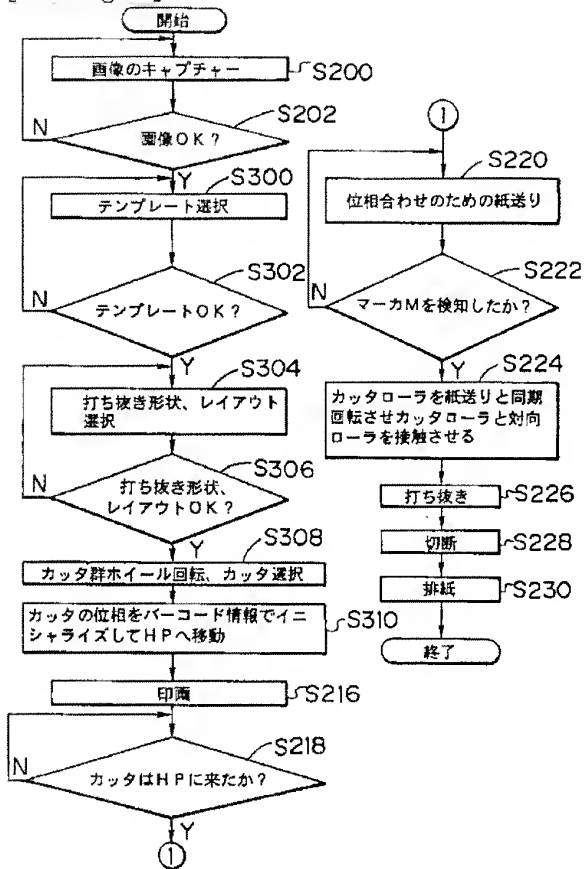 開始
画像のキャプチャー
S200
S202
画像OK?
N
Y
S300
テンプレート選択
S302
テンプレートOK?
N
Y
S304
打ち抜き形状、レイアウト
選択
S306
打ち抜き形状、
レイアウトOK?
N
Y
S308
カッタ群ホイール回転、カッタ選択
カッタの位相をバーコード情報でイニ
シャライズしてHPへ移動
S310
印画
S216
S218
カッタはHPに来たか?
N
Y
1
1
S220
位相合わせのための紙送り
S222
マーカMを検知したか?
N
Y
S224
カッタローラを紙送りと同期
回転させカッタローラと対向
ローラを接触させる
打ち抜き
S226
切断
S228
排紙
S230
終了